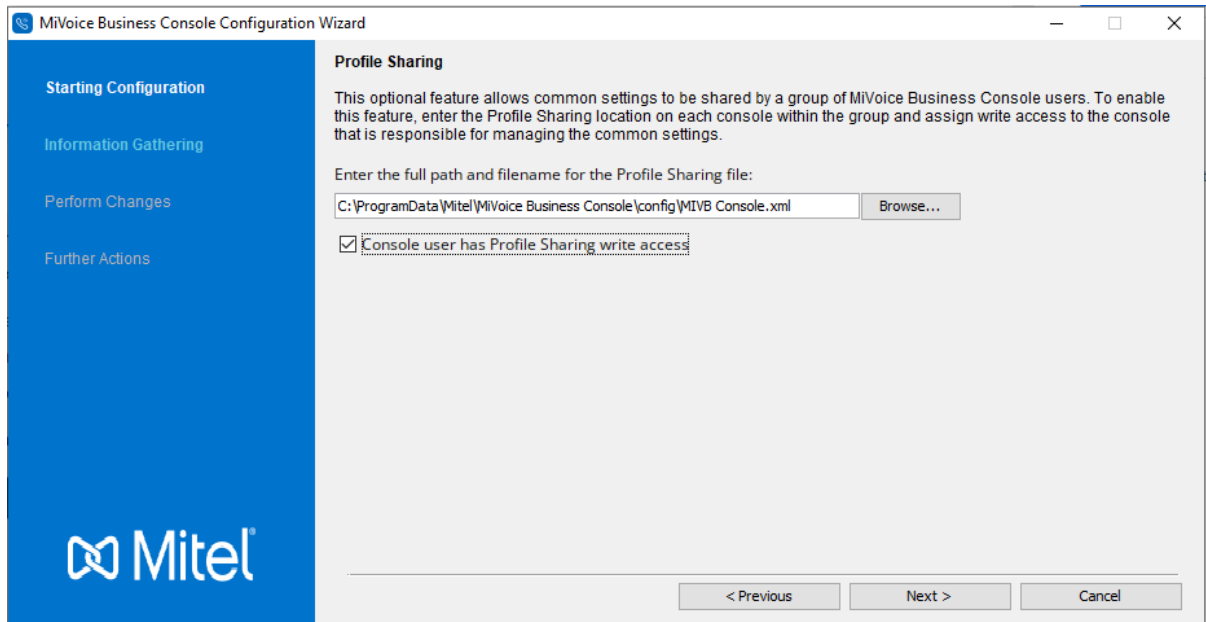 MiVoice Business Console Configuration Wizard
Starting Configuration
Information Gathering
Perform Changes
Further Actions
Mitel®
Profile Sharing
This optional feature allows common settings to be shared by a group of MiVoice Business Console users. To enable
this feature, enter the Profile Sharing location on each console within the group and assign write access to the console
that is responsible for managing the common settings.
Enter the full path and filename for the Profile Sharing file:
C:\ProgramData\Mitel\MiVoice Business Console\config\MIVB Console.xml
Browse...
Console user has Profile Sharing write access
< Previous
Next >
Cancel